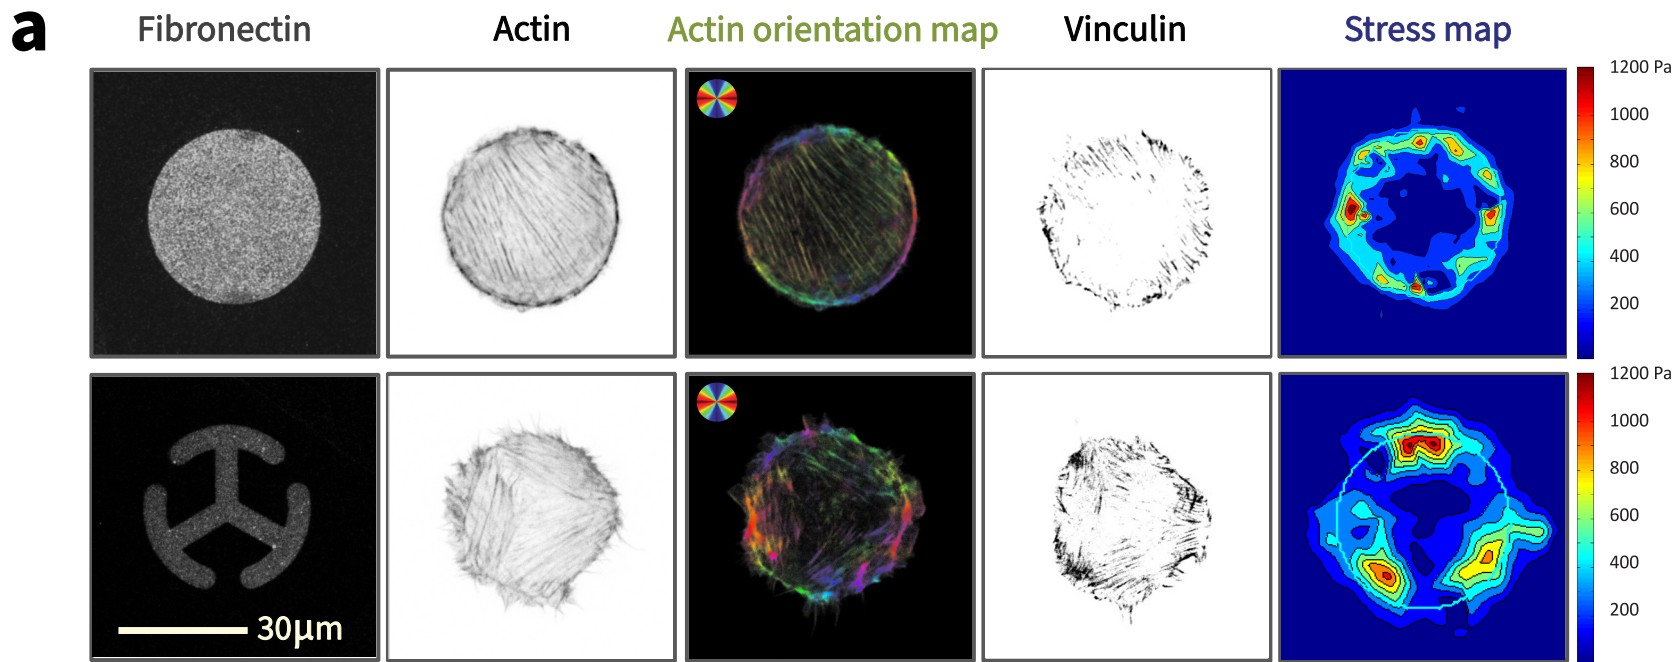 a
Fibronectin Actin Actin orientation map Vinculin Stress map
1200 Pa
1000
800
600
400
200
1200 Pa
1000
800
600
400
200
30μm